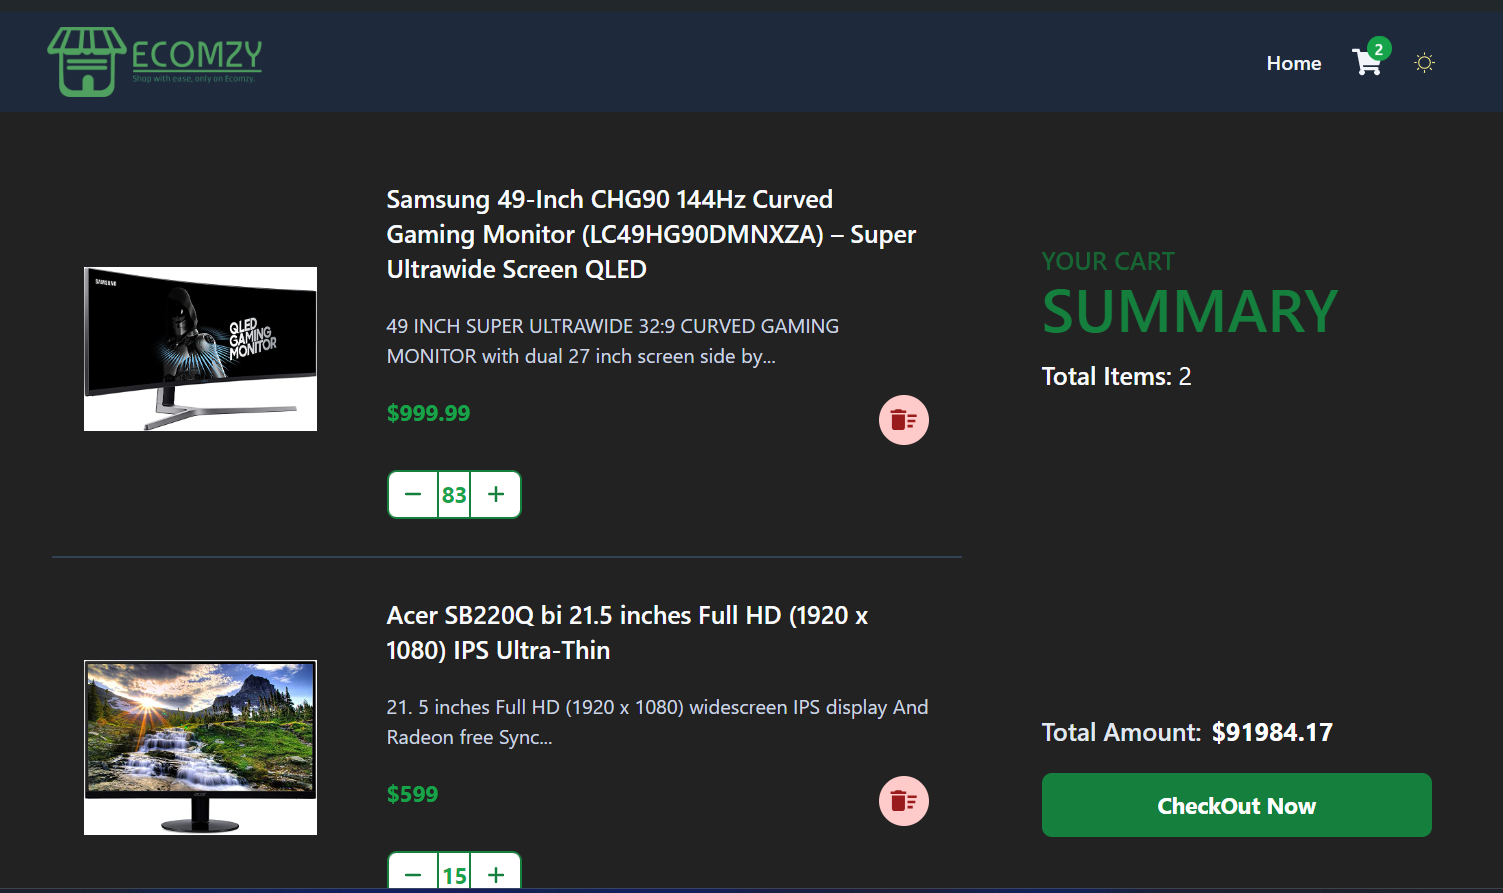 ECOMZY
Shop with ease, only on Ecomzy.
Home
2
Samsung 49-Inch CHG90 144Hz Curved
Gaming Monitor (LC49HG90DMNXZA) – Super
Ultrawide Screen QLED
SAMSUNG
QLED
GAMING
MONITOR
49 INCH SUPER ULTRAWIDE 32:9 CURVED GAMING
MONITOR with dual 27 inch screen side by...
$999.99
− 83 +
Acer SB220Q bi 21.5 inches Full HD (1920 x
1080) IPS Ultra-Thin
21. 5 inches Full HD (1920 x 1080) widescreen IPS display And
Radeon free Sync...
$599
− 15 +
acer
YOUR CART
SUMMARY
Total Items: 2
Total Amount: $91984.17
CheckOut Now